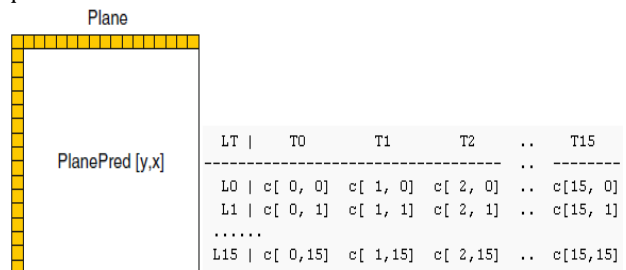 Plane
PlanePred [y,x]
LT | T0 T1 T2 .. T15
---------------------------------- .. --------
L0 | c[ 0, 0] c[ 1, 0] c[ 2, 0] .. c[15, 0]
L1 | c[ 0, 1] c[ 1, 1] c[ 2, 1] .. c[15, 1]
......
L15 | c[ 0,15] c[ 1,15] c[ 2,15] .. c[15,15]